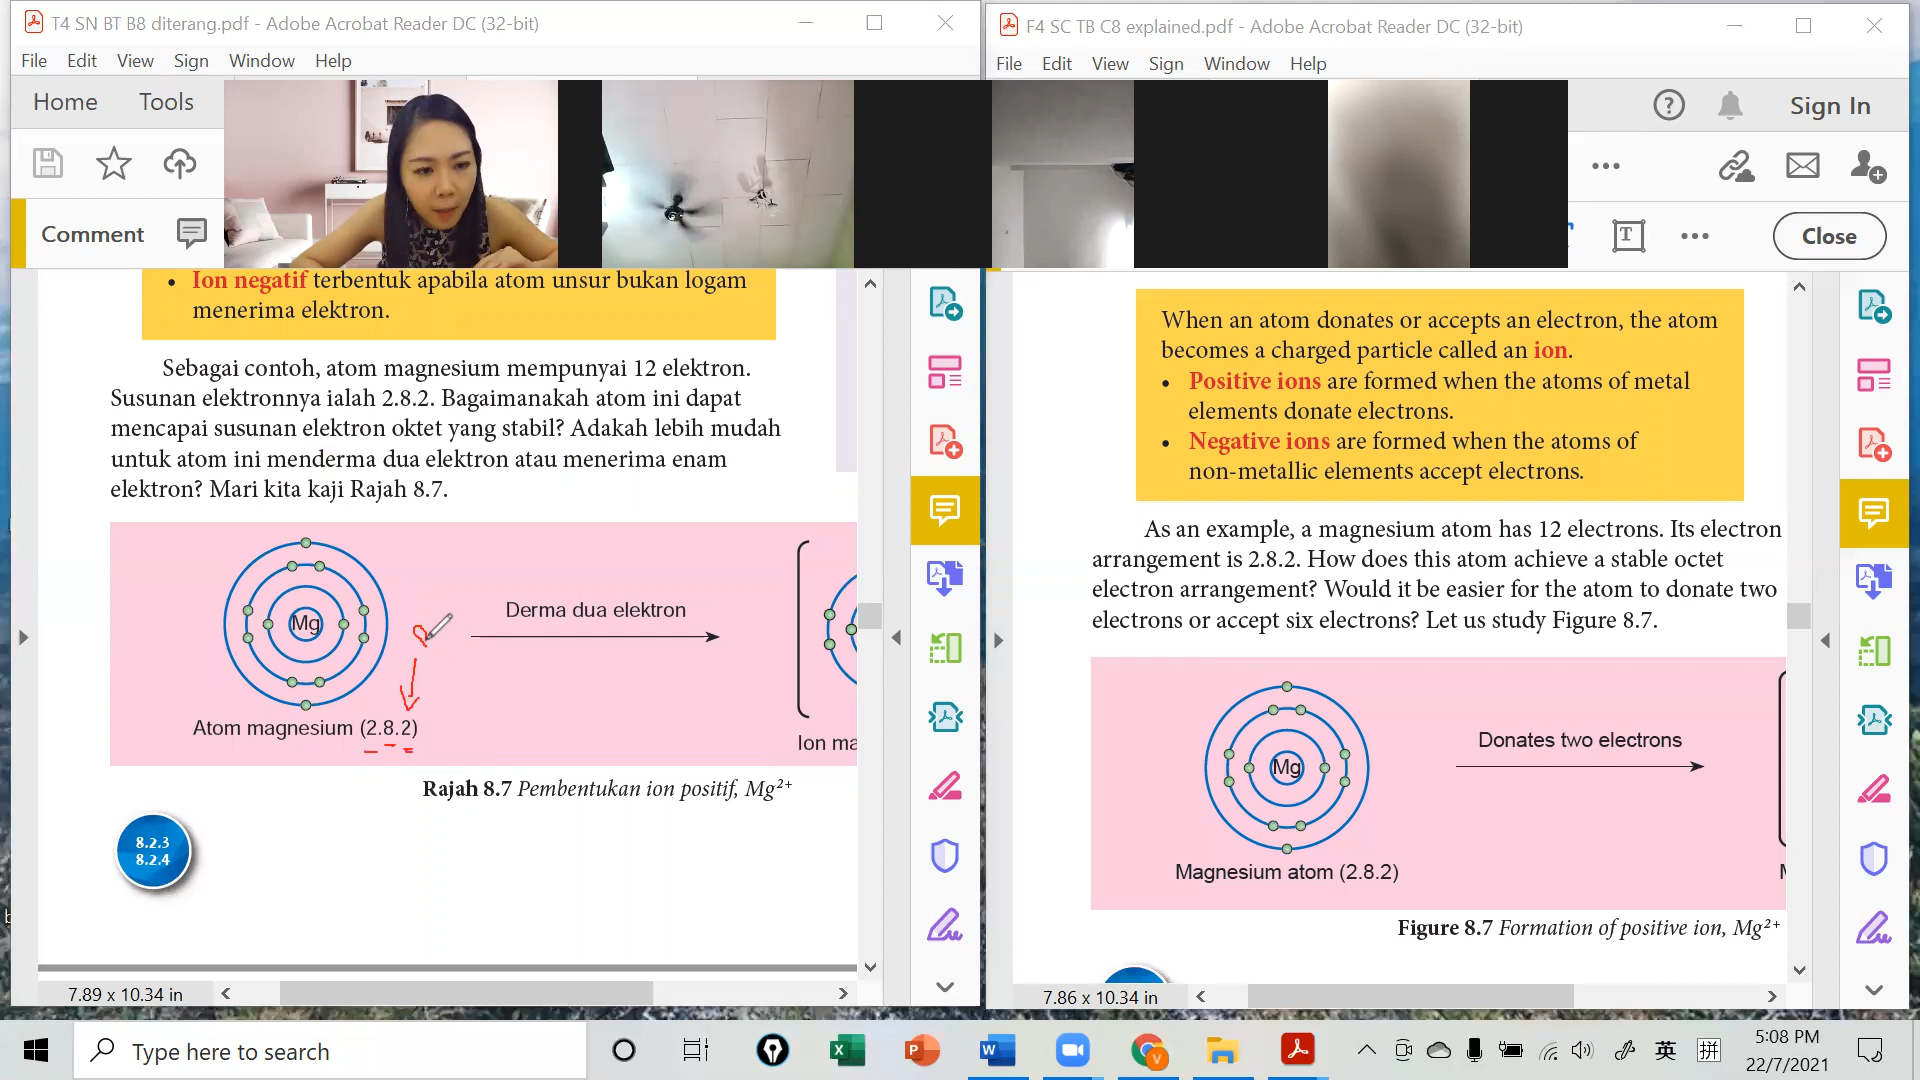 T4 SN BT B8 diterang.pdf - Adobe Acrobat Reader DC (32-bit)
File Edit View Sign Window Help
Home Tools
Comment
• Ion negatif terbentuk apabila atom unsur bukan logam
menerima elektron.
Sebagai contoh, atom magnesium mempunyai 12 elektron.
Susunan elektronnya ialah 2.8.2. Bagaimanakah atom ini dapat
mencapai susunan elektron oktet yang stabil? Adakah lebih mudah
untuk atom ini menderma dua elektron atau menerima enam
elektron? Mari kita kaji Rajah 8.7.
Mg
Derma dua elektron
Atom magnesium (2.8.2)
Ion ma
Rajah 8.7 Pembentukan ion positif, Mg²⁺
8.2.3
8.2.4
7.89 x 10.34 in
F4 SC TB C8 explained.pdf - Adobe Acrobat Reader DC (32-bit)
File Edit View Sign Window Help
Sign In
Close
When an atom donates or accepts an electron, the atom
becomes a charged particle called an ion.
• Positive ions are formed when the atoms of metal
elements donate electrons.
• Negative ions are formed when the atoms of
non-metallic elements accept electrons.
As an example, a magnesium atom has 12 electrons. Its electron
arrangement is 2.8.2. How does this atom achieve a stable octet
electron arrangement? Would it be easier for the atom to donate two
electrons or accept six electrons? Let us study Figure 8.7.
Mg
Donates two electrons
Magnesium atom (2.8.2)
Figure 8.7 Formation of positive ion, Mg²⁺
7.86 x 10.34 in
Type here to search
英 拼
5:08 PM
22/7/2021